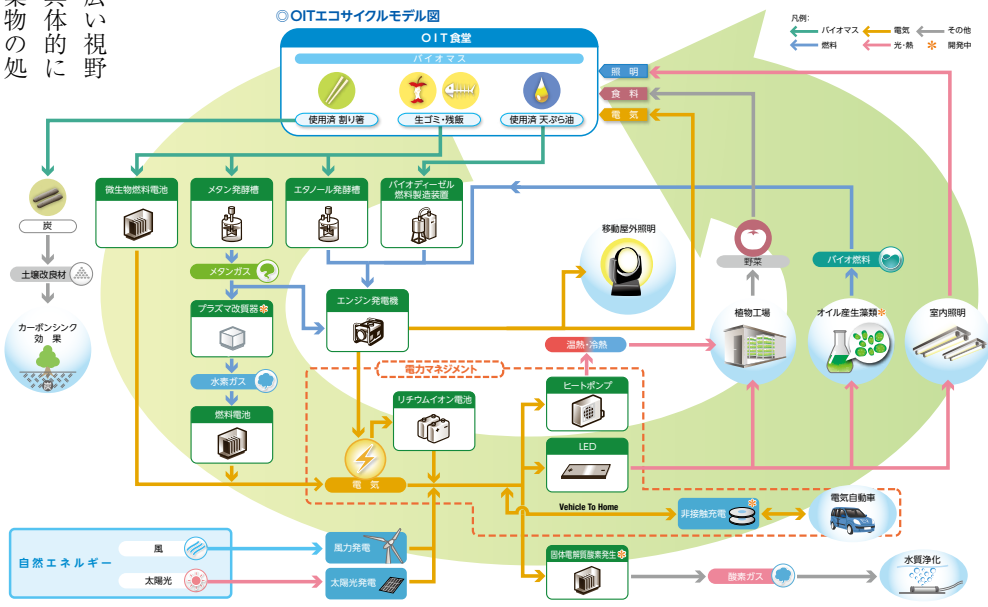 広い視野
具体的に
棄物の処
◎OITエコサイクルモデル図
凡例:
バイオマス
電気
その他
燃料
光・熱
開発中
OIT食堂
バイオマス
使用済 割り箸
生ゴミ・残飯
使用済 天ぷら油
照 明
食 料
電 気
炭
土壌改良材
カーボンシンク
効 果
炭
微生物燃料電池
メタン発酵槽
エタノール発酵槽
バイオディーゼル
燃料製造装置
メタンガス
プラズマ改質器✽
水素ガス
燃料電池
エンジン発電機
移動屋外照明
野菜
バイオ燃料
植物工場
オイル産生藻類✽
室内照明
温熱・冷熱
電力マネジメント
リチウムイオン電池
ヒートポンプ
LED
電 気
Vehicle To Home
非接触充電
電気自動車
自然エネルギー
風
太陽光
風力発電
太陽光発電
固体電解質酸素発生✽
酸素ガス
水質浄化